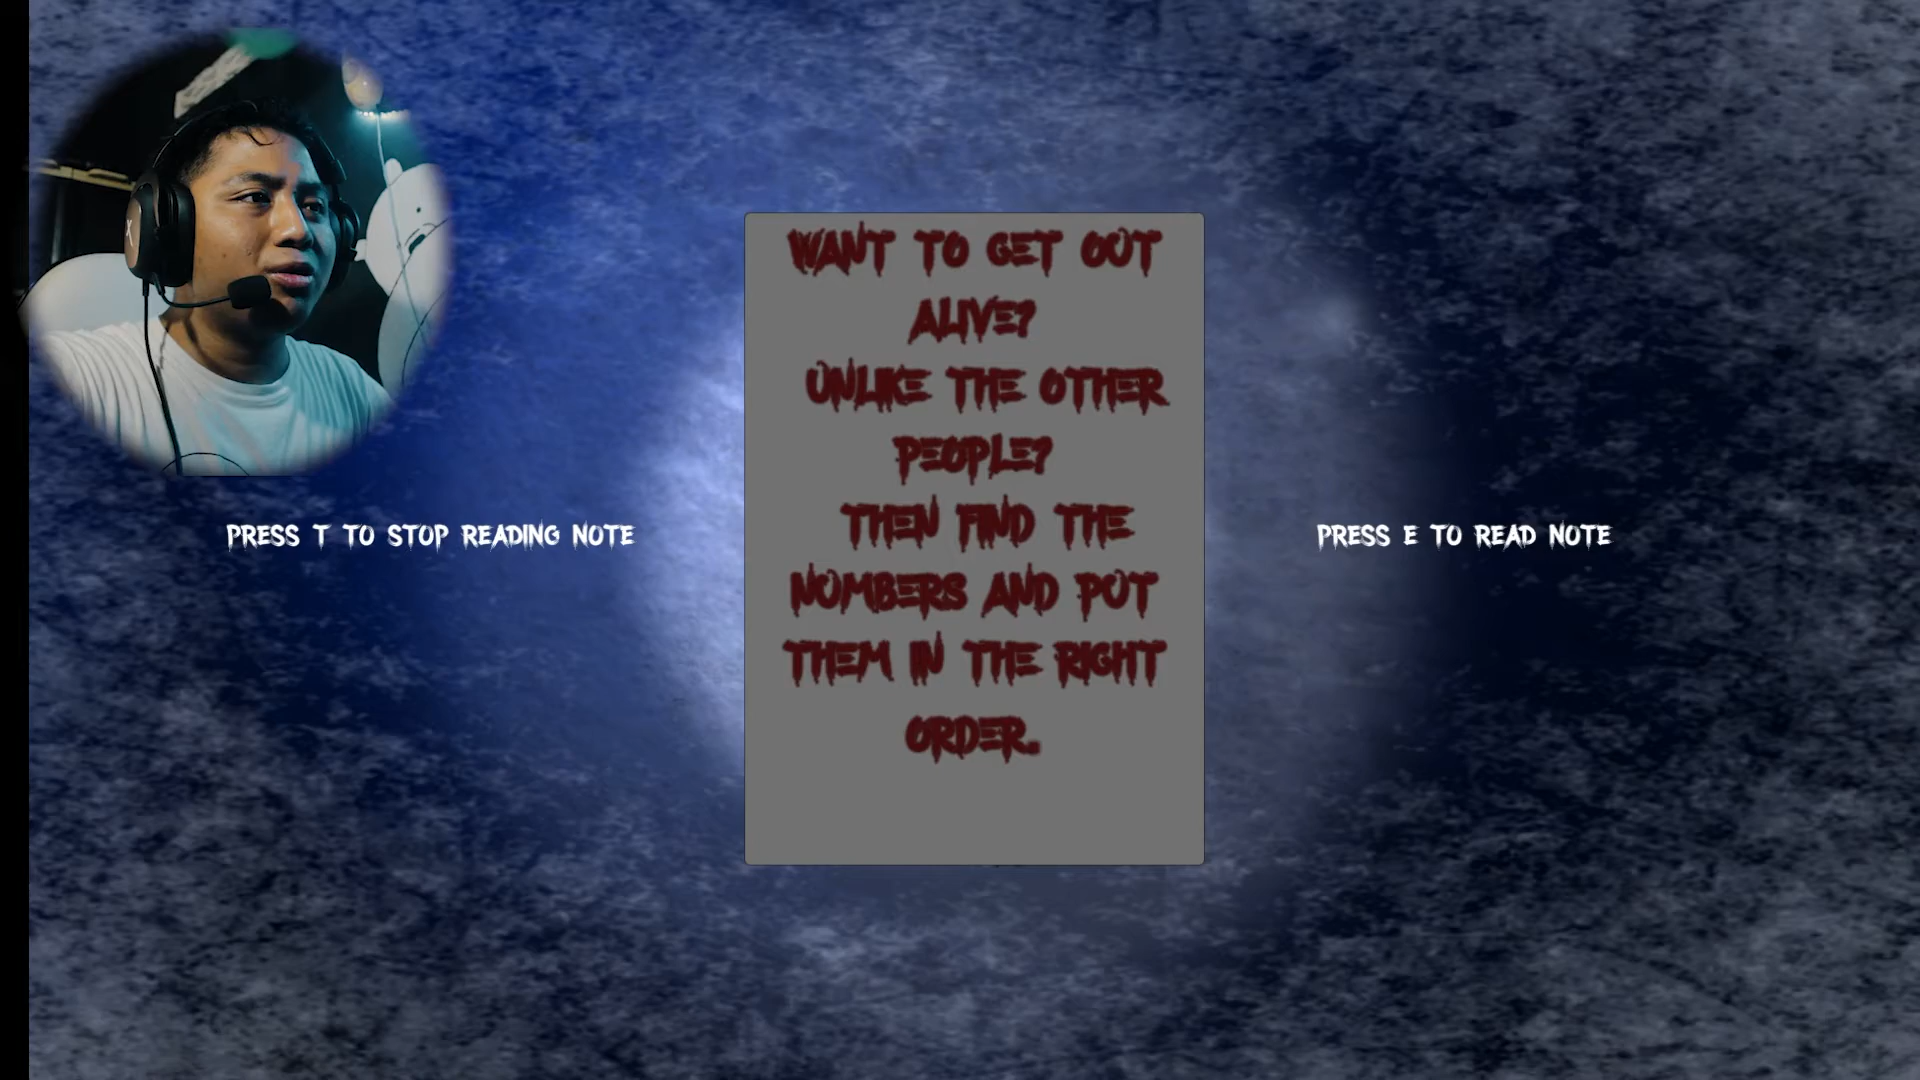 WANT TO GET OUT
ALIVE?
UNLIKE THE OTHER
PEOPLE?
THEN FIND THE
NUMBERS AND PUT
THEM IN THE RIGHT
ORDER.
PRESS T TO STOP READING NOTE
PRESS E TO READ NOTE